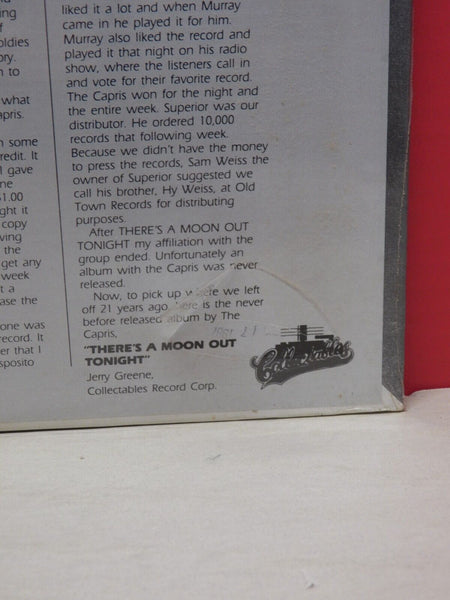 ing
f
oldies
ory.
n to
what
apris.
n some
redit. It
I gave
ne
$1.00
ght it
copy
ving
the
get any
week
t a
ase the
one was
record. It
er that I
sposito
liked it a lot and when Murray
came in he played it for him.
Murray also liked the record and
played it that night on his radio
show, where the listeners call in
and vote for their favorite record.
The Capris won for the night and
the entire week. Superior was our
distributor. He ordered 10,000
records that following week.
Because we didn't have the money
to press the records, Sam Weiss the
owner of Superior suggested we
call his brother, Hy Weiss, at Old
Town Records for distributing
purposes.
After THERE'S A MOON OUT
TONIGHT my affiliation with the
group ended. Unfortunately an
album with the Capris was never
released.
Now, to pick up where we left
off 21 years ago, here is the never
before released album by The
Capris,
"THERE'S A MOON OUT
TONIGHT"
Jerry Greene,
Collectables Record Corp.
Collectables